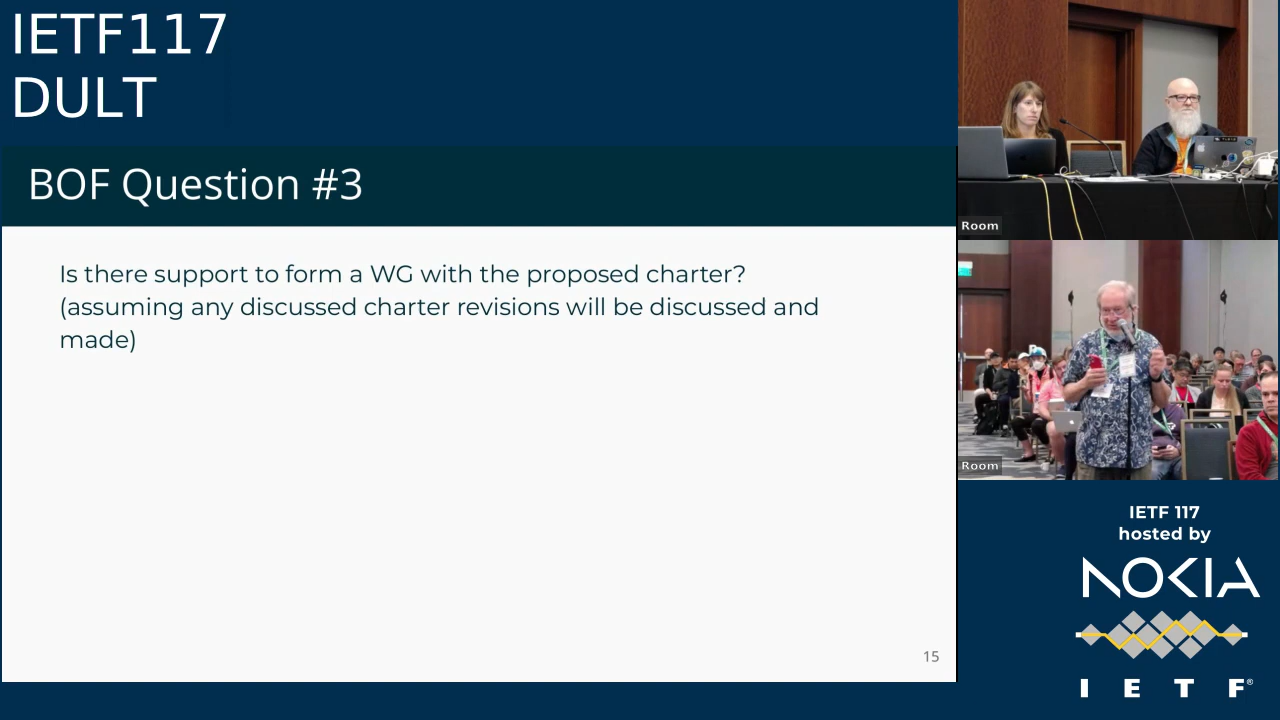 IETF117
DULT
BOF Question #3
Is there support to form a WG with the proposed charter?
(assuming any discussed charter revisions will be discussed and
made)
15
Room
Room
IETF 117
hosted by
NOKIA
I E T F®